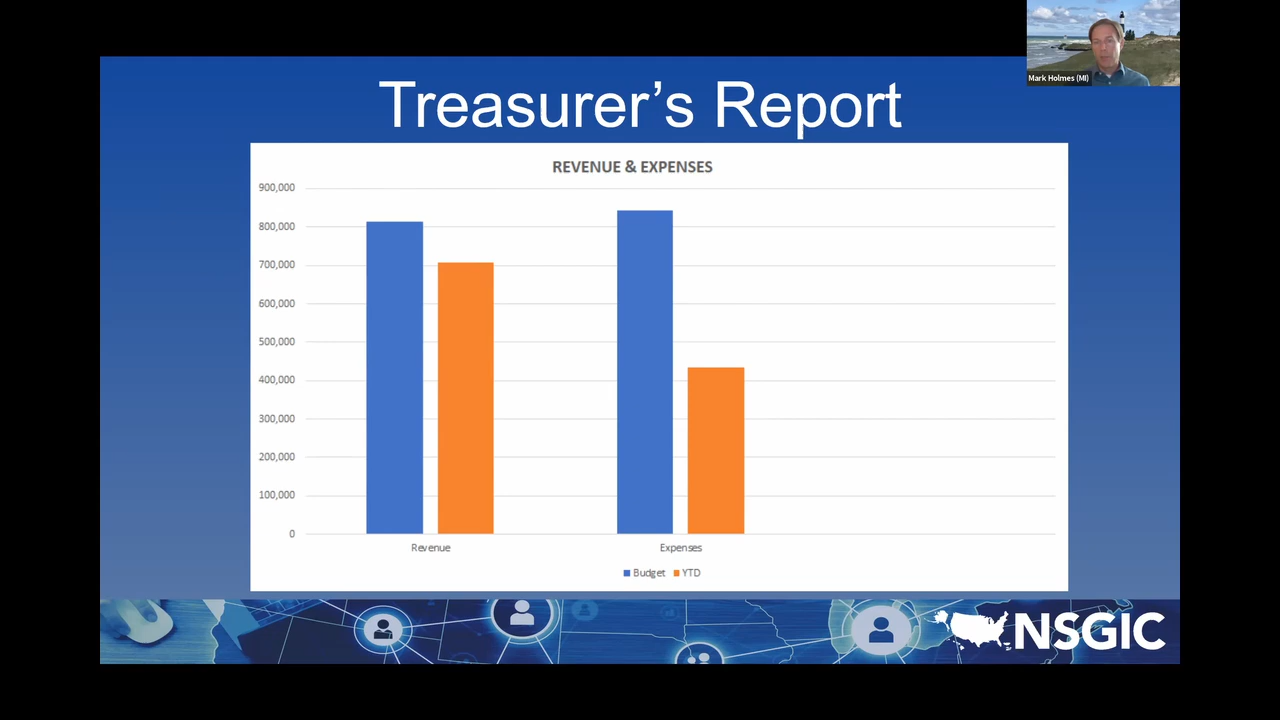 Mark Holmes (MI)
Treasurer’s Report
REVENUE & EXPENSES
900,000
800,000
700,000
600,000
500,000
400,000
300,000
200,000
100,000
0
Revenue Expenses
Budget YTD
NSGIC